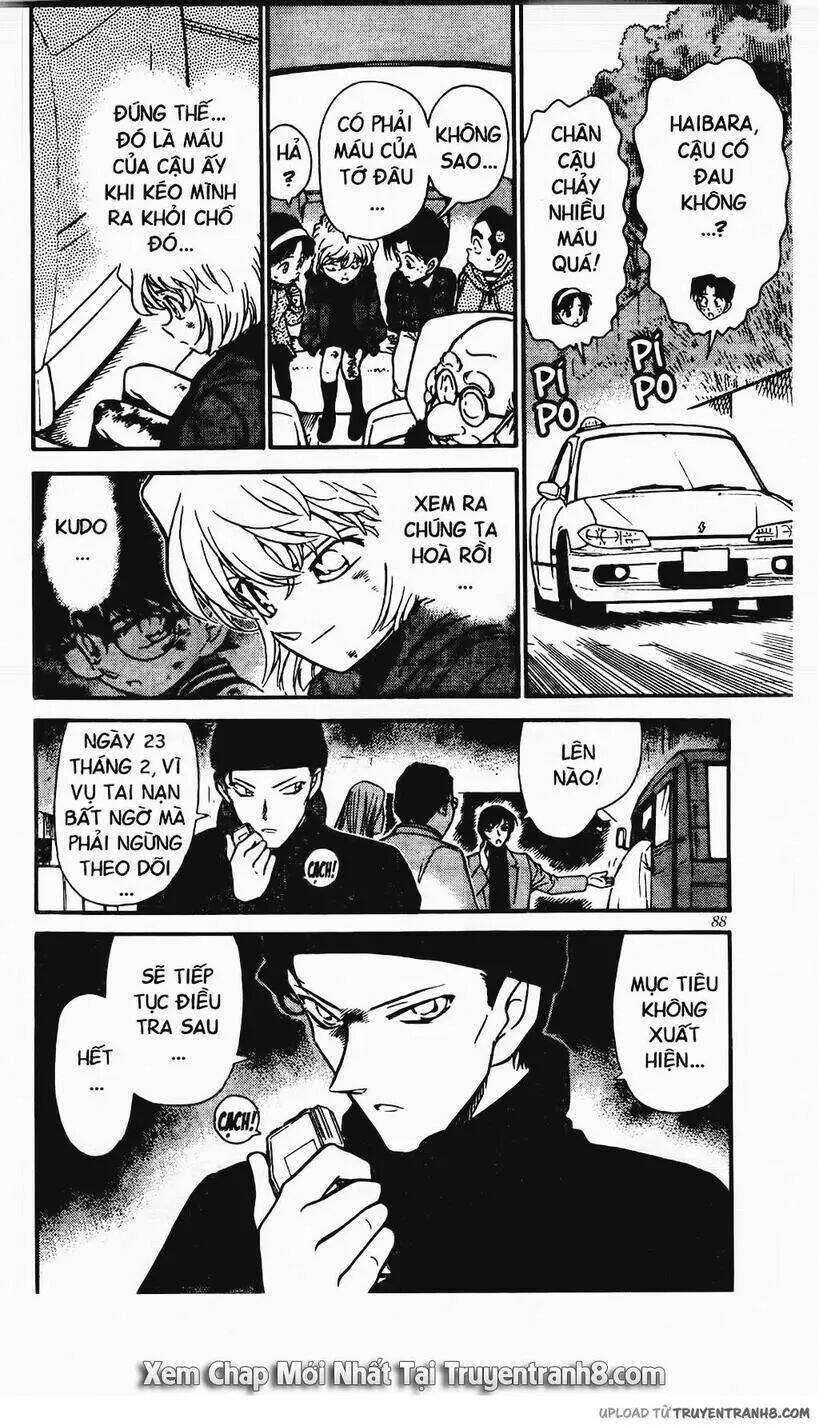 HAIBARA,
CẬU CÓ
ĐAU
KHÔNG
...?
CHÂN
CẬU
CHẢY
NHIỀU
MÁU
QUÁ!
PÍ
PO
PÍ
PO
KHÔNG
SAO...
CÓ PHẢI
MÁU CỦA
TỚ ĐÂU
...
HẢ
?
ĐÚNG THẾ...
ĐÓ LÀ MÁU
CỦA CẬU ẤY
KHI KÉO MÌNH
RA KHỎI CHỖ
ĐÓ...
XEM RA
CHÚNG TA
HOÀ RỒI
...
KUDO
...
LÊN
NÀO!
NGÀY 23
THÁNG 2, VÌ
VỤ TAI NẠN
BẤT NGỜ MÀ
PHẢI NGỪNG
THEO DÕI
...
CẠCH!
88
MỤC TIÊU
KHÔNG
XUẤT
HIỆN...
SẼ TIẾP
TỤC ĐIỀU
TRA SAU
...
HẾT
...
CẠCH!
Xem Chap Mới Nhất Tại Truyentranh8.com
UPLOAD TỪ TRUYENTRANH8.COM